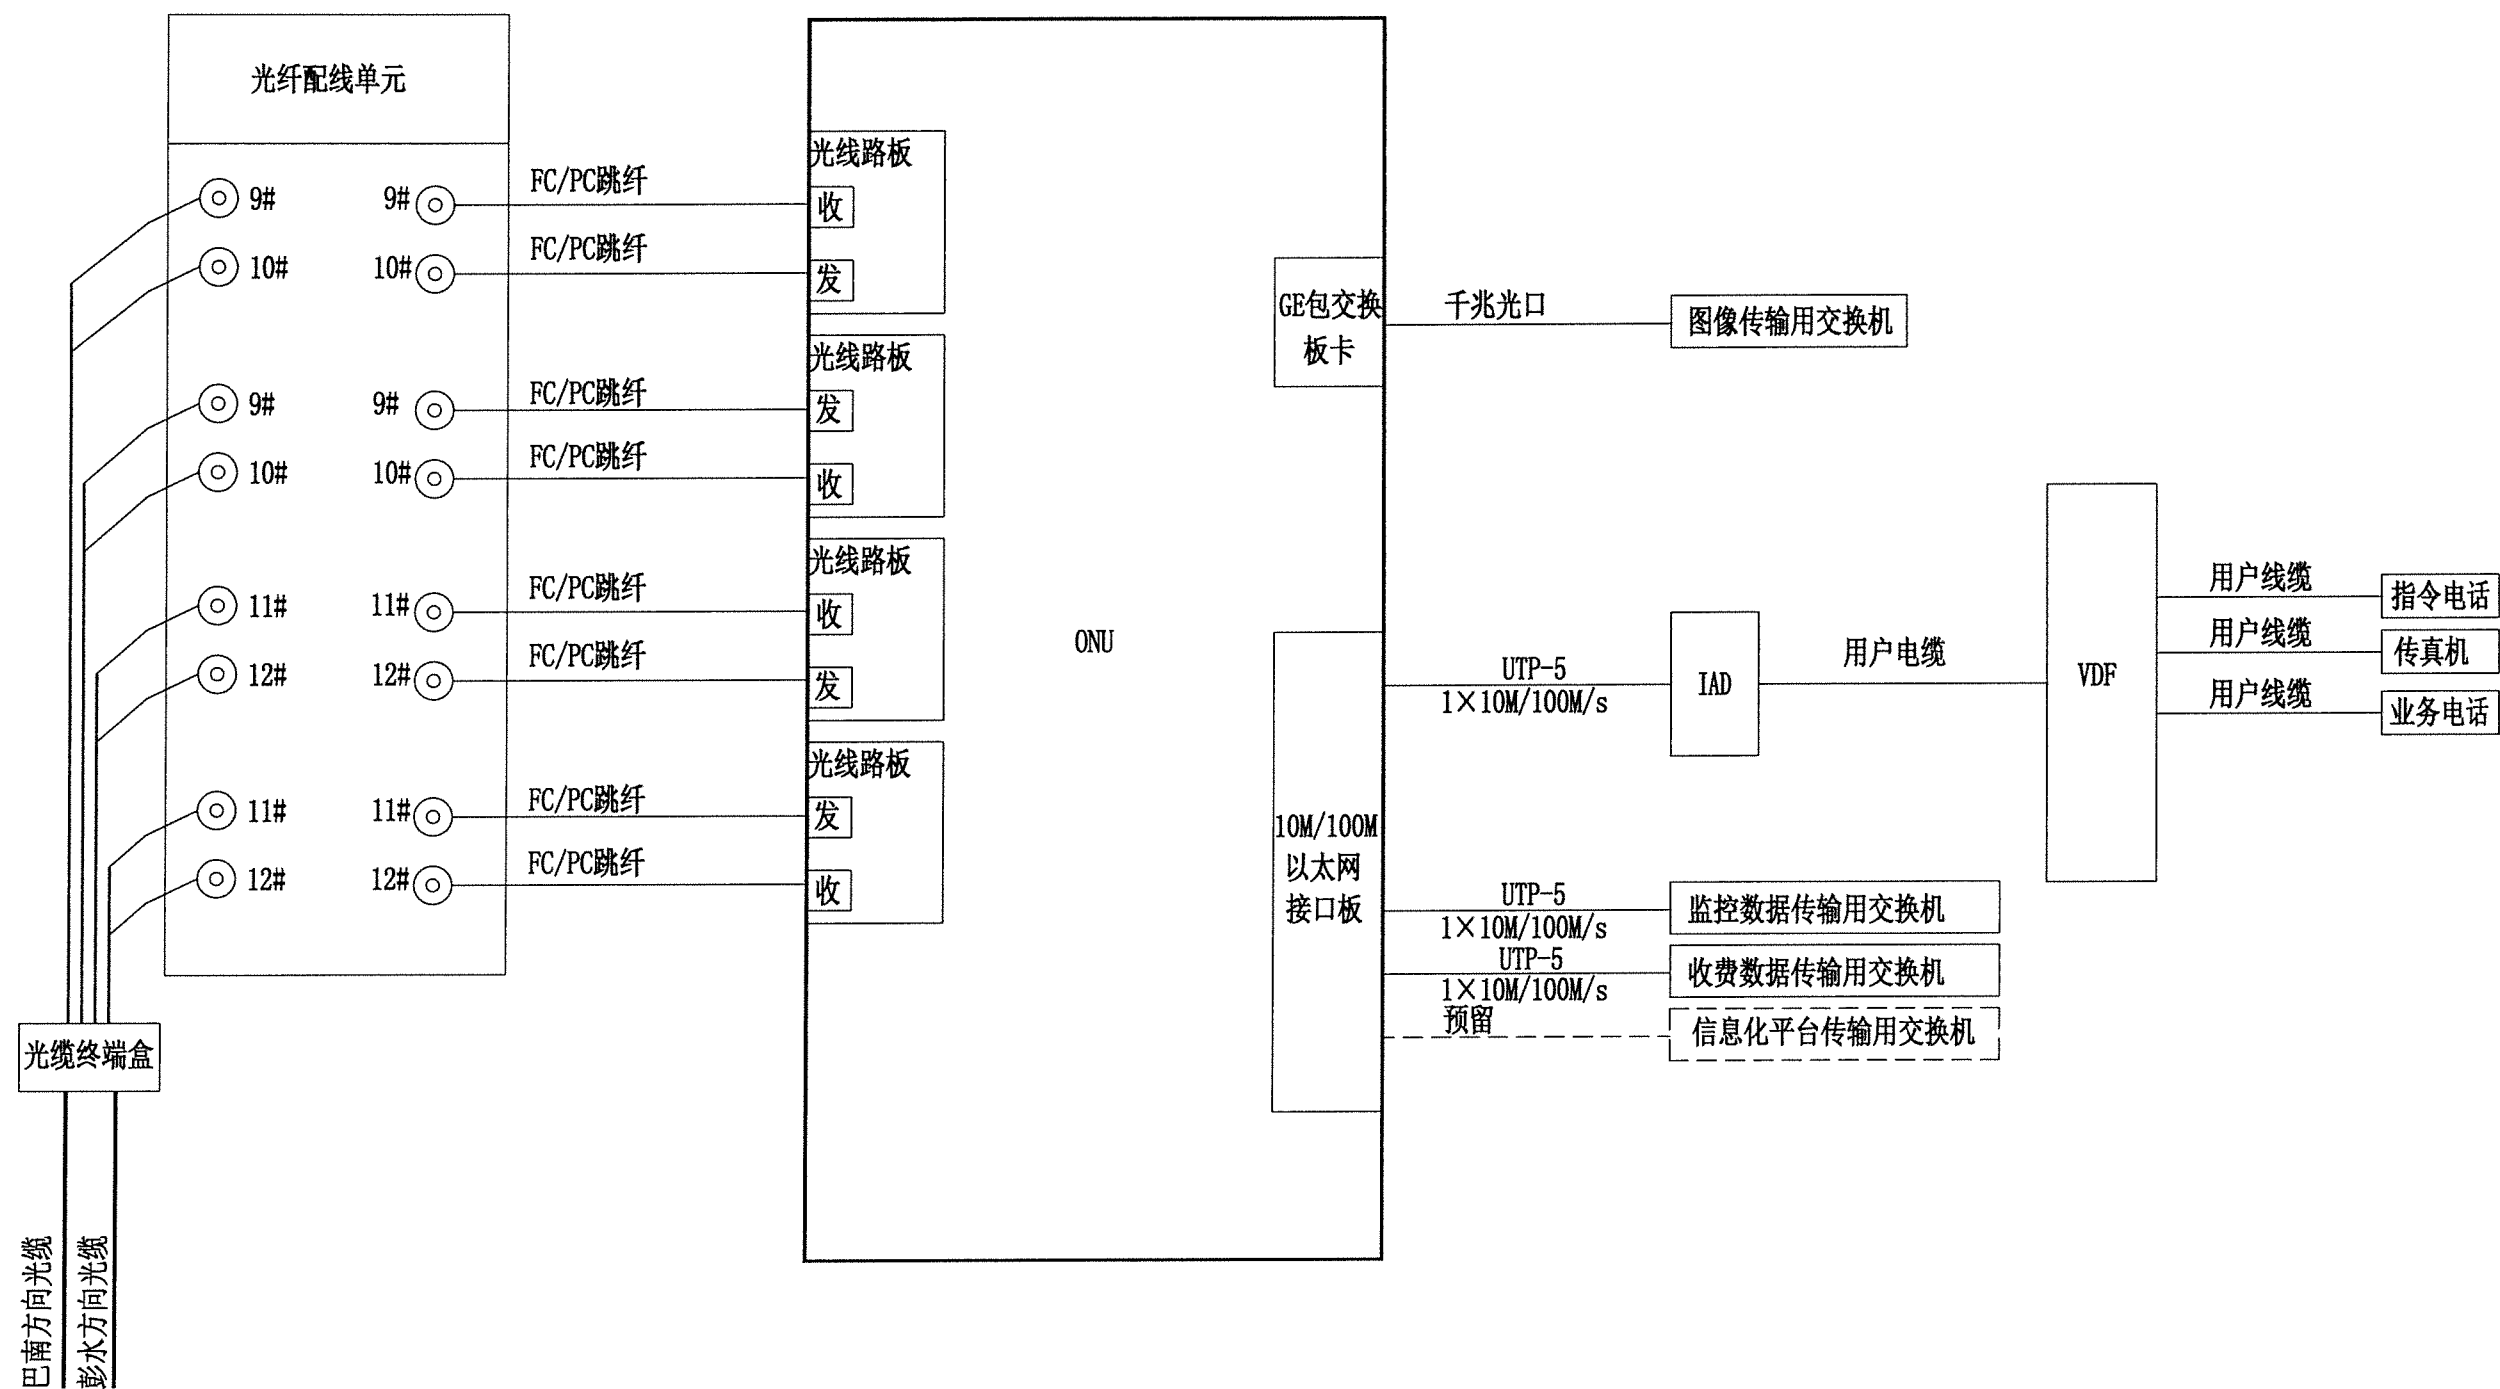 光纤配线单元
9#
9#
10#
10#
9#
9#
10#
10#
11#
11#
12#
12#
11#
11#
12#
12#
FC/PC跳纤
FC/PC跳纤
FC/PC跳纤
FC/PC跳纤
FC/PC跳纤
FC/PC跳纤
FC/PC跳纤
FC/PC跳纤
光线路板
收
发
光线路板
发
收
光线路板
收
发
光线路板
发
收
ONU
GE包交换
板卡
千兆光口
图像传输用交换机
10M/100M
以太网
接口板
UTP-5
1×10M/100M/s
IAD
用户电缆
VDF
用户线缆
指令电话
用户线缆
传真机
用户线缆
业务电话
UTP-5
1×10M/100M/s
监控数据传输用交换机
UTP-5
1×10M/100M/s
收费数据传输用交换机
预留
信息化平台传输用交换机
光缆终端盒
巴南方向光缆
彭水方向光缆